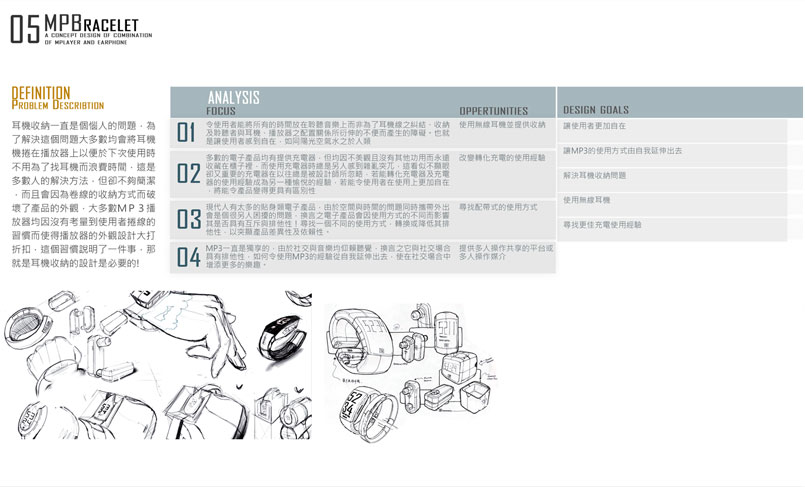 05 MPBRACELET
A CONCEPT DESIGN OF COMBINATION
OF MPLAYER AND EARPHONE
DEFINITION
PROBLEM DESCRIBTION
耳機收納一直是個惱人的問題,為
了解決這個問題大多數均會將耳機
機捲在播放器上以便於下次使用時
不用為了找耳機而浪費時間,這是
多數人的解決方法,但卻不夠簡潔
,而且會因為卷線的收納方式而破
壞了產品的外觀,大多數MP3播
放器均因沒有考量到使用者捲線的
習慣而使得播放器的外觀設計大打
折扣,這個習慣說明了一件事,那
就是耳機收納的設計是必要的!
ANALYSIS
FOCUS
OPPERTUNITIES
DESIGN GOALS
01
令使用者能將所有的時間放在聆聽音樂上而非為了耳機線之糾結、收納
及聆聽者與耳機、播放器之配置關係所衍伸的不便而產生的障礙。也就
是讓使用者感到自在,如同陽光空氣水之於人類
使用無線耳機並提供收納
02
多數的電子產品均有提供充電器,但均因不美觀且沒有其他功用而永遠
收藏在櫃子裡,而使用充電器時總是另人感到雜亂突兀,這看似不顯眼
卻又重要的充電器在以往總是被設計師所忽略,若能轉化充電器及充電
器的使用經驗成為另一種愉悅的經驗,若能令使用者在使用上更加自在
,將能令產品變得更具有區別性
改變轉化充電的使用經驗
03
現代人有太多的貼身類電子產品,由於空間與時間的問題同時攜帶外出
會是個很另人困擾的問題,換言之電子產品會因使用方式的不同而影響
其是否具有互斥與排他性!尋找一個不同的使用方式,轉換或降低其排
他性,以突顯產品差異性及依賴性。
尋找配帶式的使用方式
04
MP3一直是獨享的,由於社交與音樂均仰賴聽覺,換言之它與社交場合
具有排他性,如何令使用MP3的經驗從自我延伸出去,使在社交場合中
增添更多的樂趣。
提供多人操作共享的平台或
多人操作媒介
讓使用者更加自在
讓MP3的使用方式由自我延伸出去
解決耳機收納問題
使用無線耳機
尋找更佳充電使用經驗